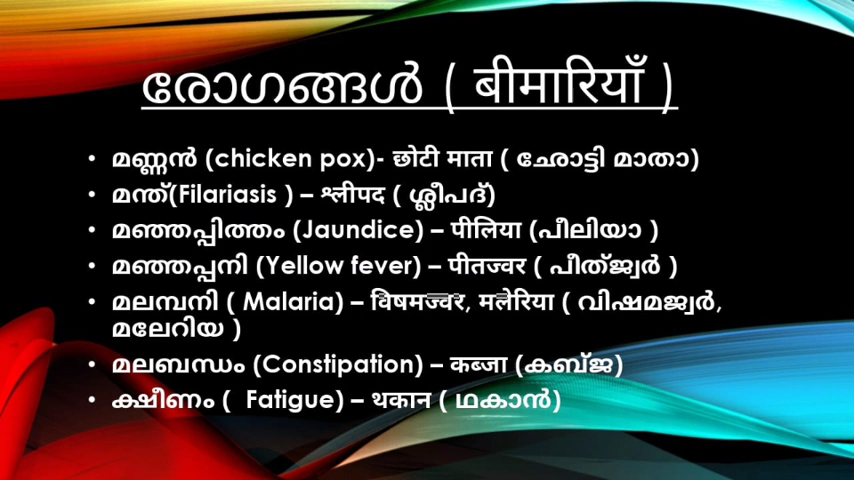 രോഗങ്ങൾ ( बीमारियाँ )
• മണ്ണൻ (chicken pox)- छोटी माता ( ഛോട്ടി മാതാ)
• മന്ത്(Filariasis ) – श्लीपद ( ശ്ലീപദ്)
• മഞ്ഞപ്പിത്തം (Jaundice) – पीलिया (പീലിയാ )
• മഞ്ഞപ്പനി (Yellow fever) – पीतज्वर ( പീത്ജ്വർ )
• മലമ്പനി ( Malaria) – विषमज्वर, मलेरिया ( വിഷമജ്വർ,
മലേറിയ )
• മലബന്ധം (Constipation) – कब्जा (കബ്ജ)
• ക്ഷീണം (  Fatigue) – थकान ( ഥകാൻ)